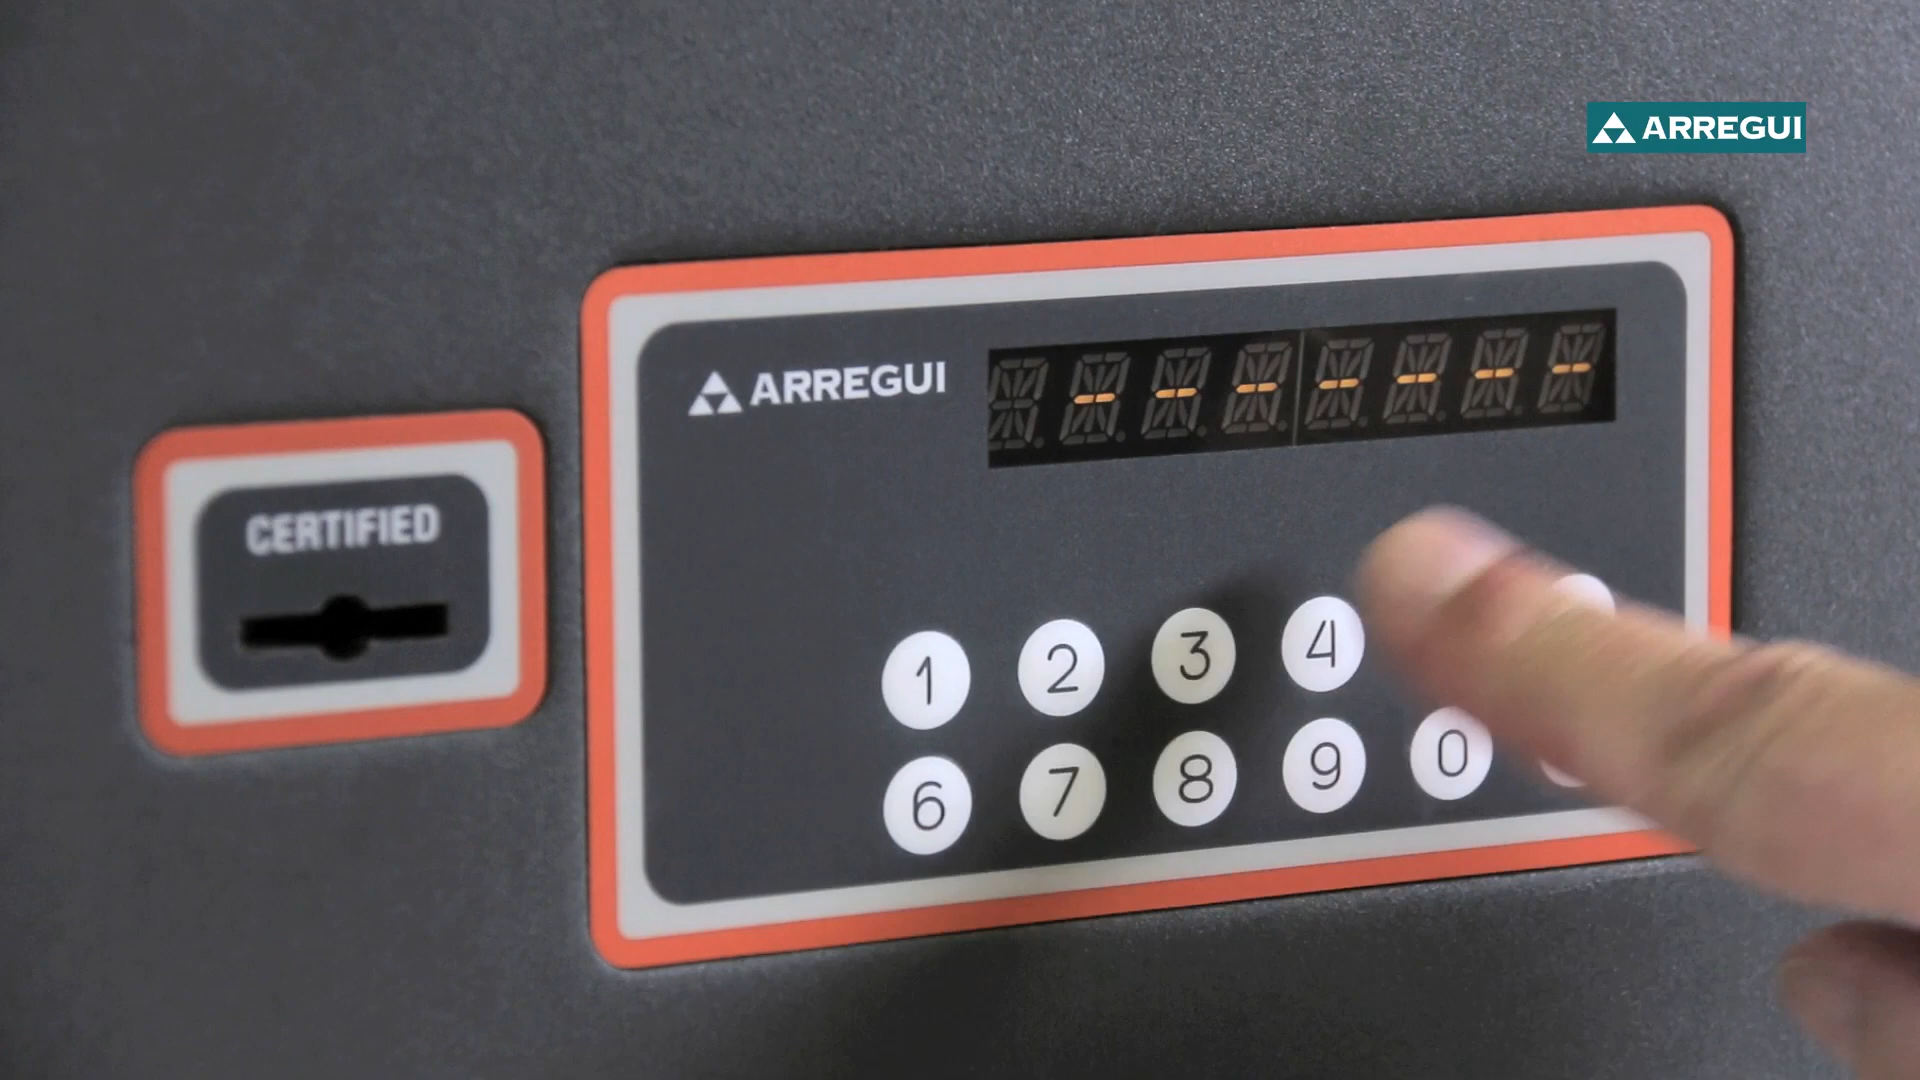 ARREGUI
ARREGUI
- - - - - - -
CERTIFIED
1 2 3 4
6 7 8 9 0